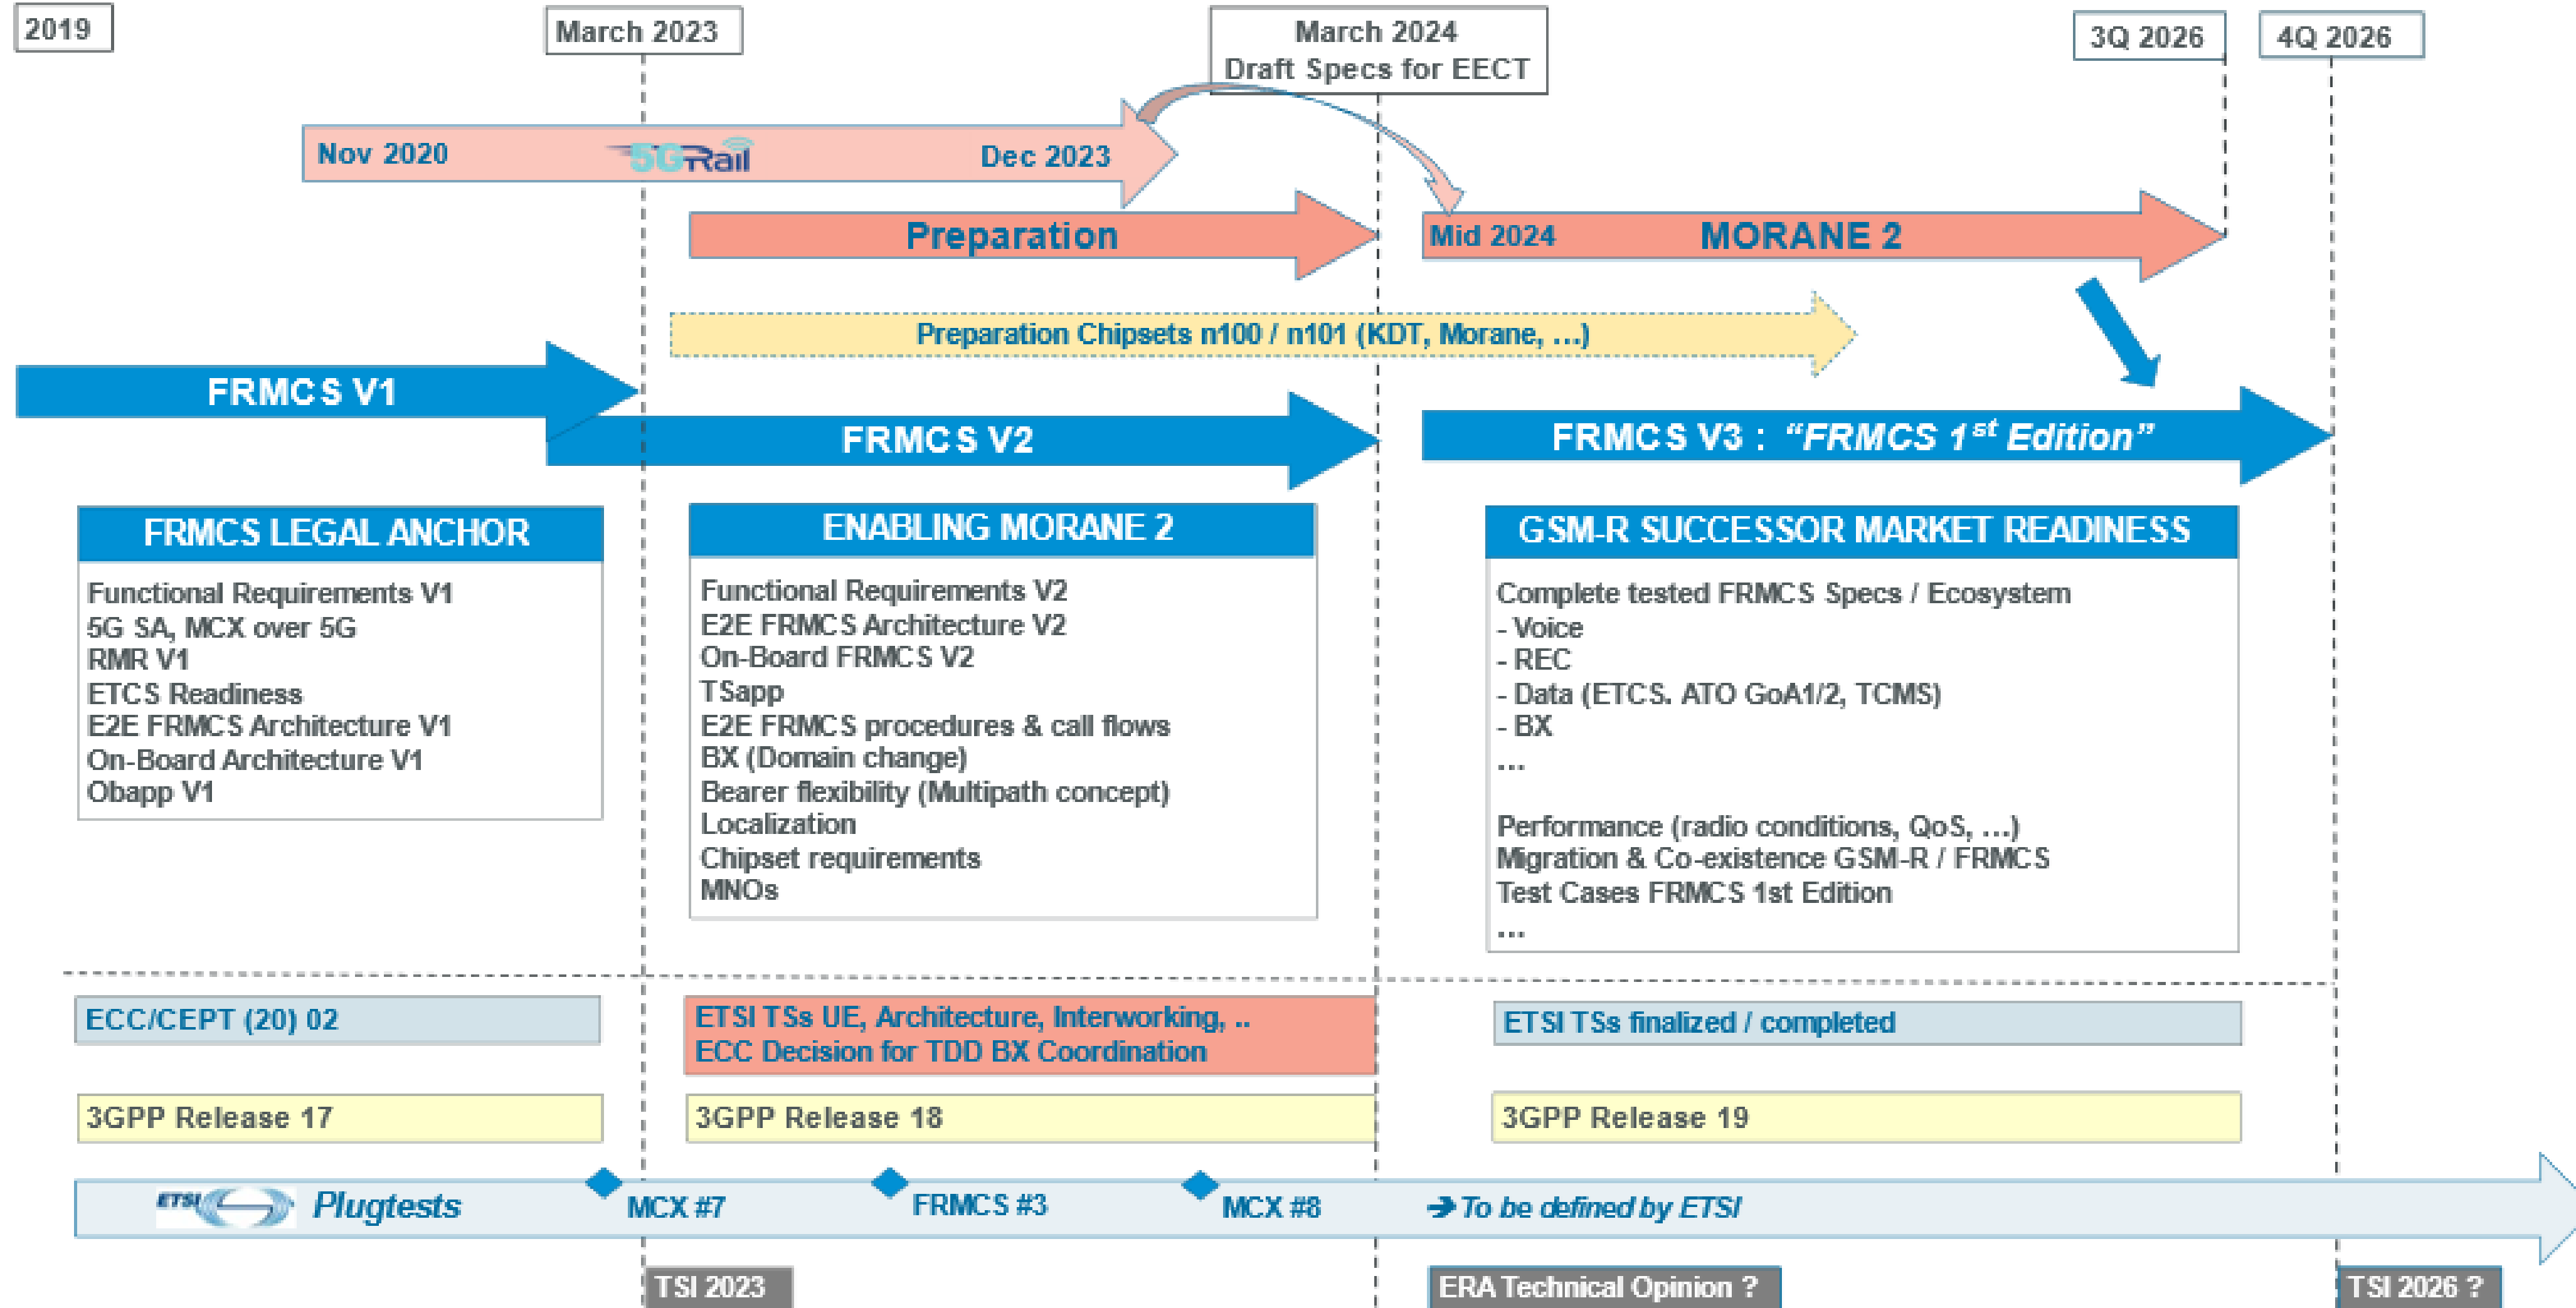 2019
March 2023
March 2024
Draft Specs for EECT
3Q 2026
4Q 2026
Nov 2020
5GRail
Dec 2023
Preparation
Mid 2024
MORANE 2
Preparation Chipsets n100 / n101 (KDT, Morane, ...)
FRMCS V1
FRMCS V2
FRMCS V3 : “FRMCS 1st Edition”
FRMCS LEGAL ANCHOR
Functional Requirements V1
5G SA, MCX over 5G
RMR V1
ETCS Readiness
E2E FRMCS Architecture V1
On-Board Architecture V1
Obapp V1
ENABLING MORANE 2
Functional Requirements V2
E2E FRMCS Architecture V2
On-Board FRMCS V2
TSapp
E2E FRMCS procedures & call flows
BX (Domain change)
Bearer flexibility (Multipath concept)
Localization
Chipset requirements
MNOs
GSM-R SUCCESSOR MARKET READINESS
Complete tested FRMCS Specs / Ecosystem
- Voice
- REC
- Data (ETCS. ATO GoA1/2, TCMS)
- BX
...
Performance (radio conditions, QoS, ...)
Migration & Co-existence GSM-R / FRMCS
Test Cases FRMCS 1st Edition
...
ECC/CEPT (20) 02
ETSI TSs UE, Architecture, Interworking, ..
ECC Decision for TDD BX Coordination
ETSI TSs finalized / completed
3GPP Release 17
3GPP Release 18
3GPP Release 19
ETSI
Plugtests
MCX #7
FRMCS #3
MCX #8
➔ To be defined by ETSI
TSI 2023
ERA Technical Opinion ?
TSI 2026 ?